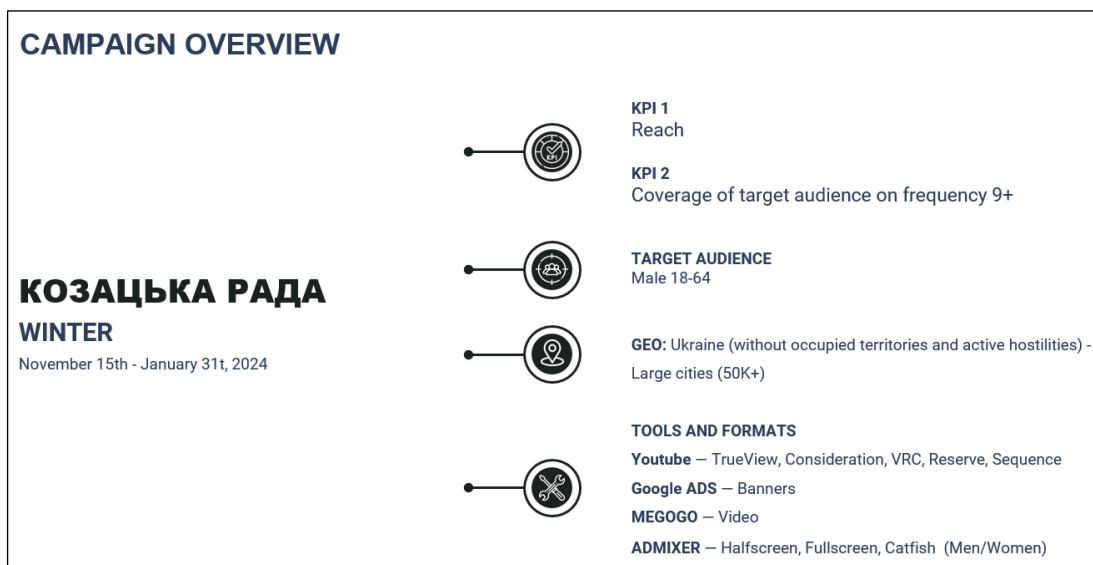 CAMPAIGN OVERVIEW
КОЗАЦЬКА РАДА
WINTER
November 15th - January 31t, 2024
KPI
KPI 1
Reach
KPI 2
Coverage of target audience on frequency 9+
TARGET AUDIENCE
Male 18-64
GEO: Ukraine (without occupied territories and active hostilities) -
Large cities (50K+)
TOOLS AND FORMATS
Youtube — TrueView, Consideration, VRC, Reserve, Sequence
Google ADS — Banners
MEGOGO — Video
ADMIXER — Halfscreen, Fullscreen, Catfish (Men/Women)